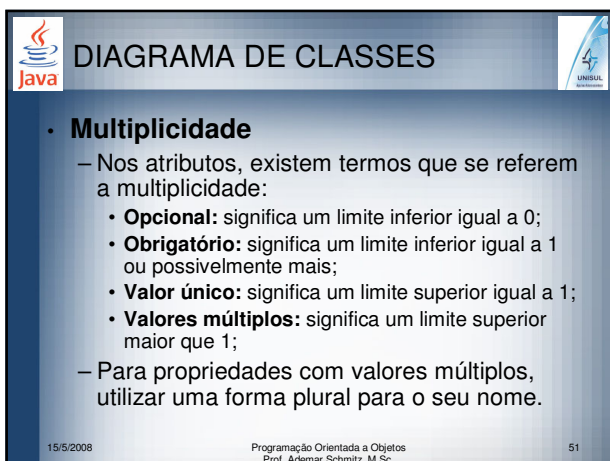 Java
DIAGRAMA DE CLASSES
UNISUL
• Multiplicidade
– Nos atributos, existem termos que se referem
a multiplicidade:
• Opcional: significa um limite inferior igual a 0;
• Obrigatório: significa um limite inferior igual a 1
ou possivelmente mais;
• Valor único: significa um limite superior igual a 1;
• Valores múltiplos: significa um limite superior
maior que 1;
– Para propriedades com valores múltiplos,
utilizar uma forma plural para o seu nome.
15/5/2008
Programação Orientada a Objetos
Prof. Ademar Schmitz, M.Sc.
51